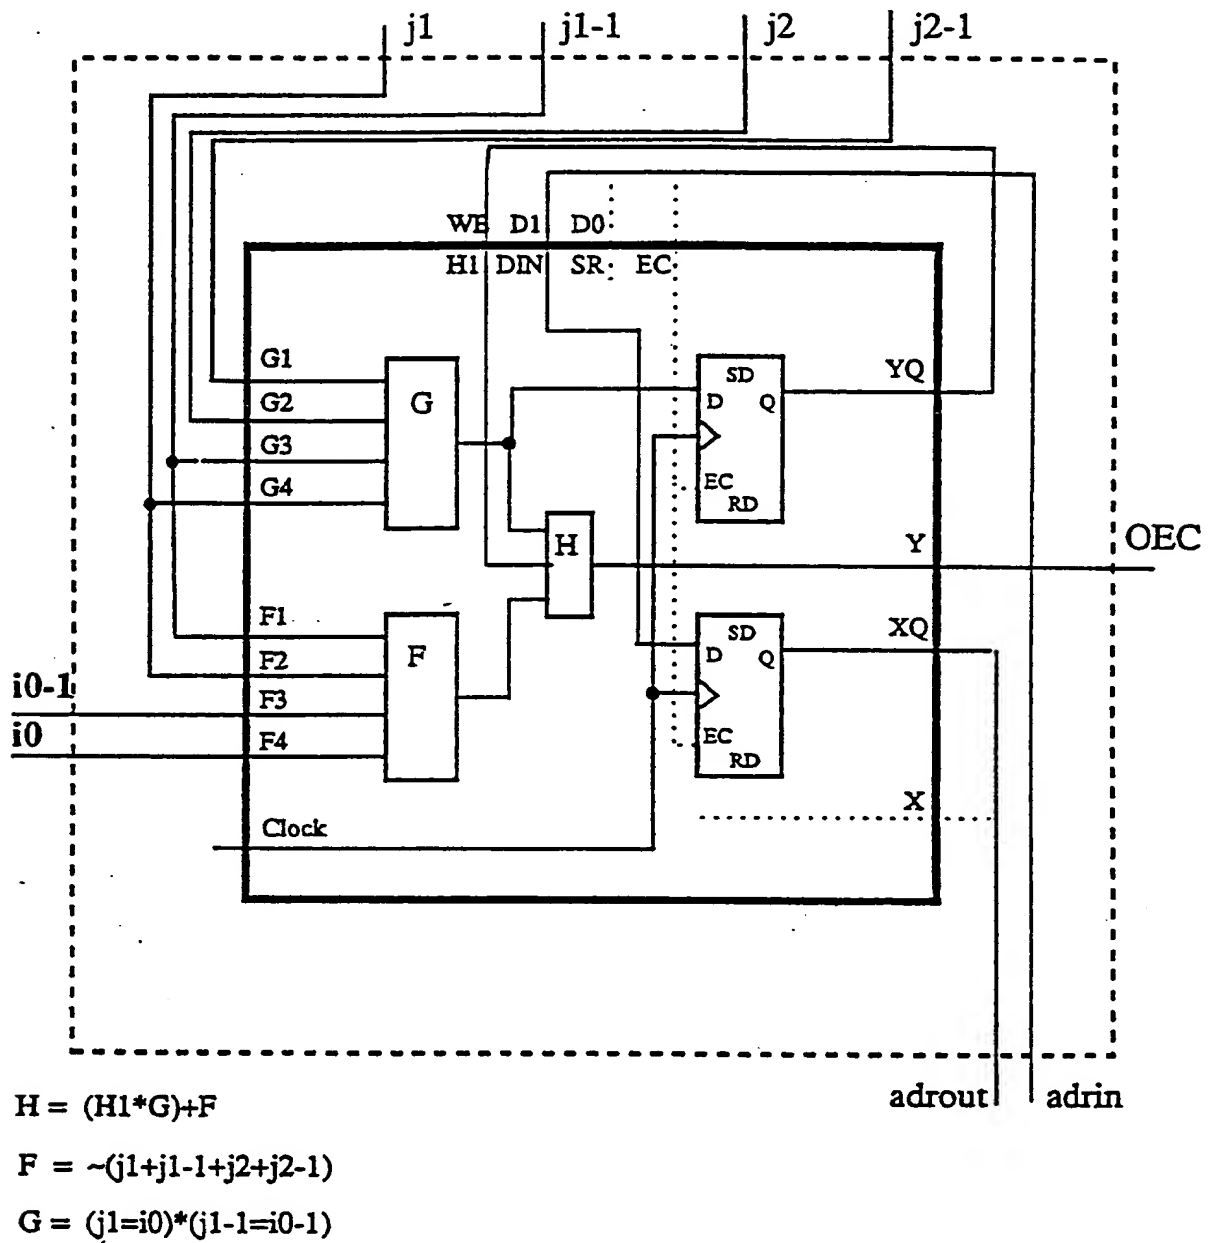 j1 j1-1 j2 j2-1
WE D1 D0
H1 DIN SR EC
G1
G2
G3
G4
G
SD
D Q
EC
RD
YQ
H
Y
OEC
F1
F2
F3
F4
F
i0-1
i0
SD
D Q
EC
RD
XQ
X
Clock
adrout adrin
H = (H1*G)+F
F = ~(j1+j1-1+j2+j2-1)
G = (j1=i0)*(j1-1=i0-1)